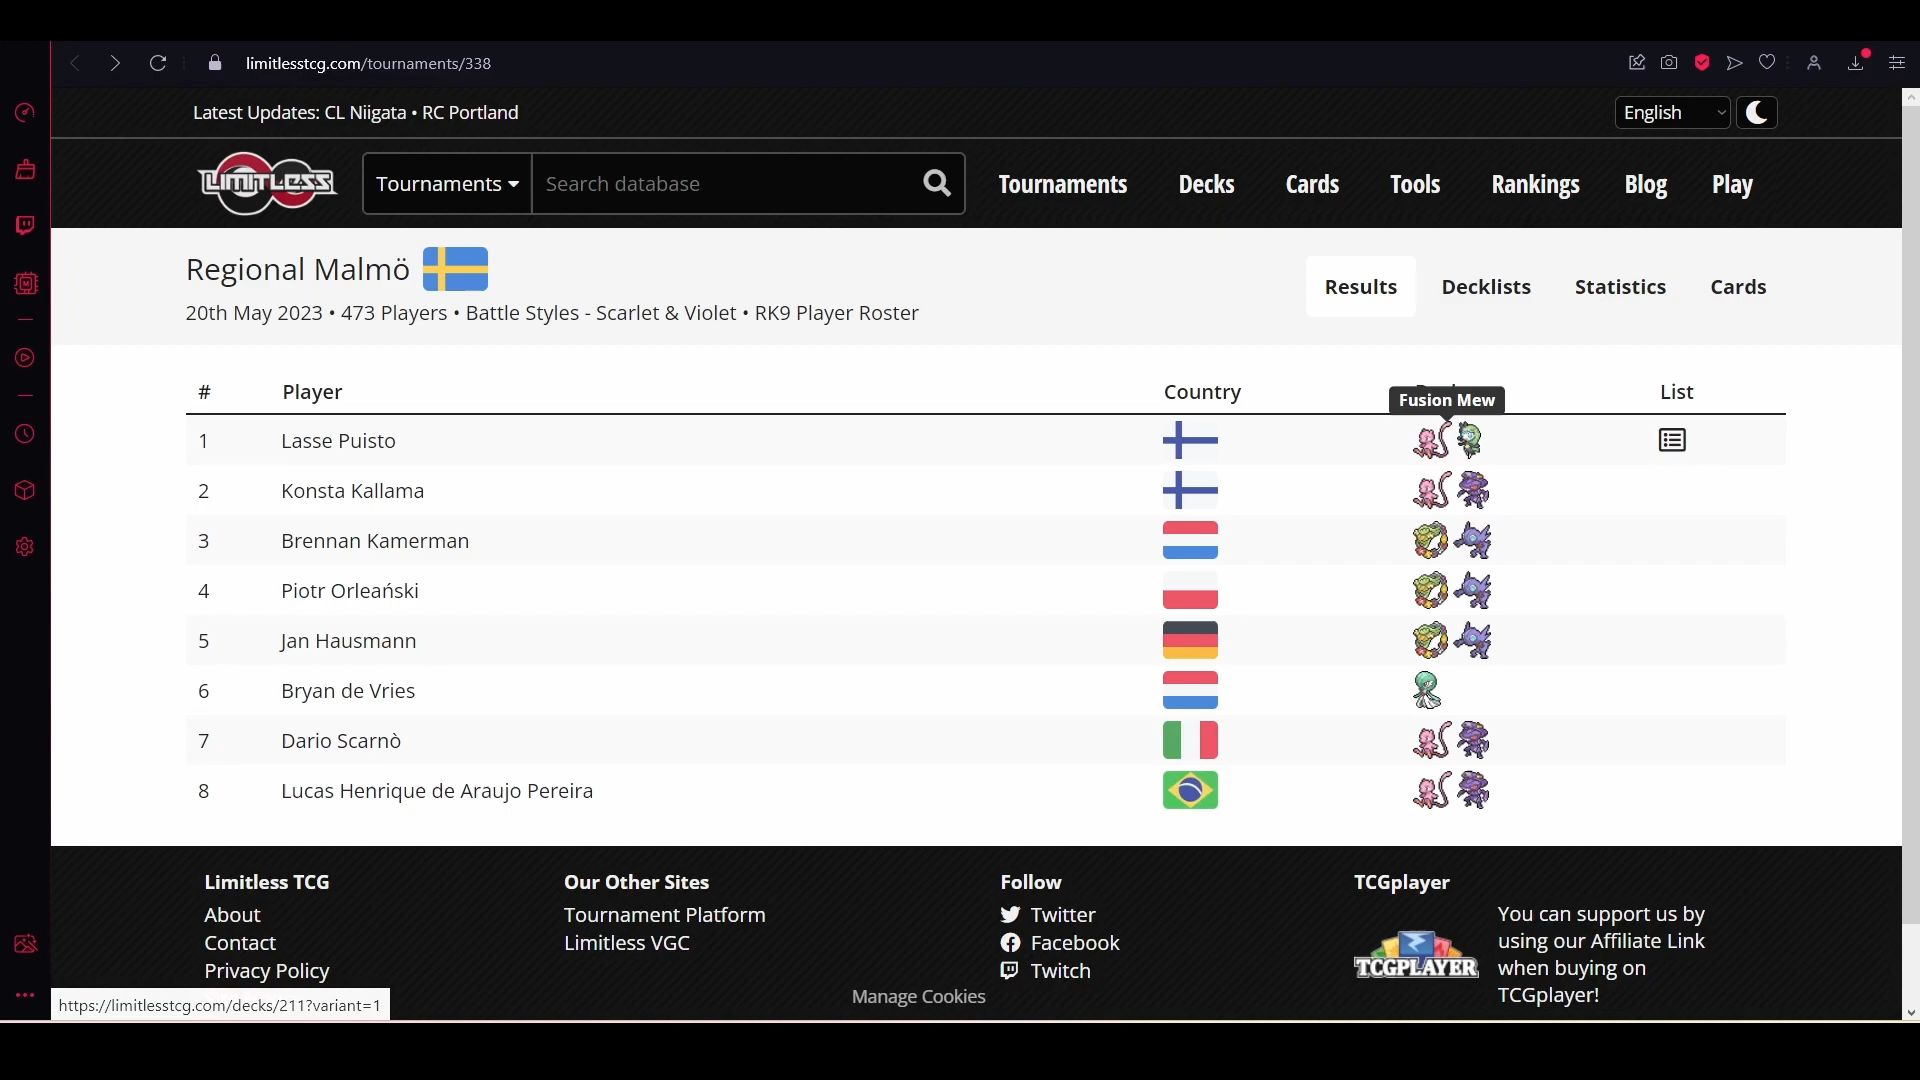 limitlesstcg.com/tournaments/338
Latest Updates: CL Niigata • RC Portland
English
LIMITLESS
Tournaments
Search database
Tournaments
Decks
Cards
Tools
Rankings
Blog
Play
Regional Malmö
20th May 2023 • 473 Players • Battle Styles - Scarlet & Violet • RK9 Player Roster
Results
Decklists
Statistics
Cards
# Player Country List
Fusion Mew
1 Lasse Puisto
2 Konsta Kallama
3 Brennan Kamerman
4 Piotr Orleański
5 Jan Hausmann
6 Bryan de Vries
7 Dario Scarnò
8 Lucas Henrique de Araujo Pereira
Limitless TCG
About
Contact
Privacy Policy
Our Other Sites
Tournament Platform
Limitless VGC
Follow
Twitter
Facebook
Twitch
TCGplayer
TCGPLAYER
You can support us by
using our Affiliate Link
when buying on
TCGplayer!
Manage Cookies
https://limitlesstcg.com/decks/211?variant=1